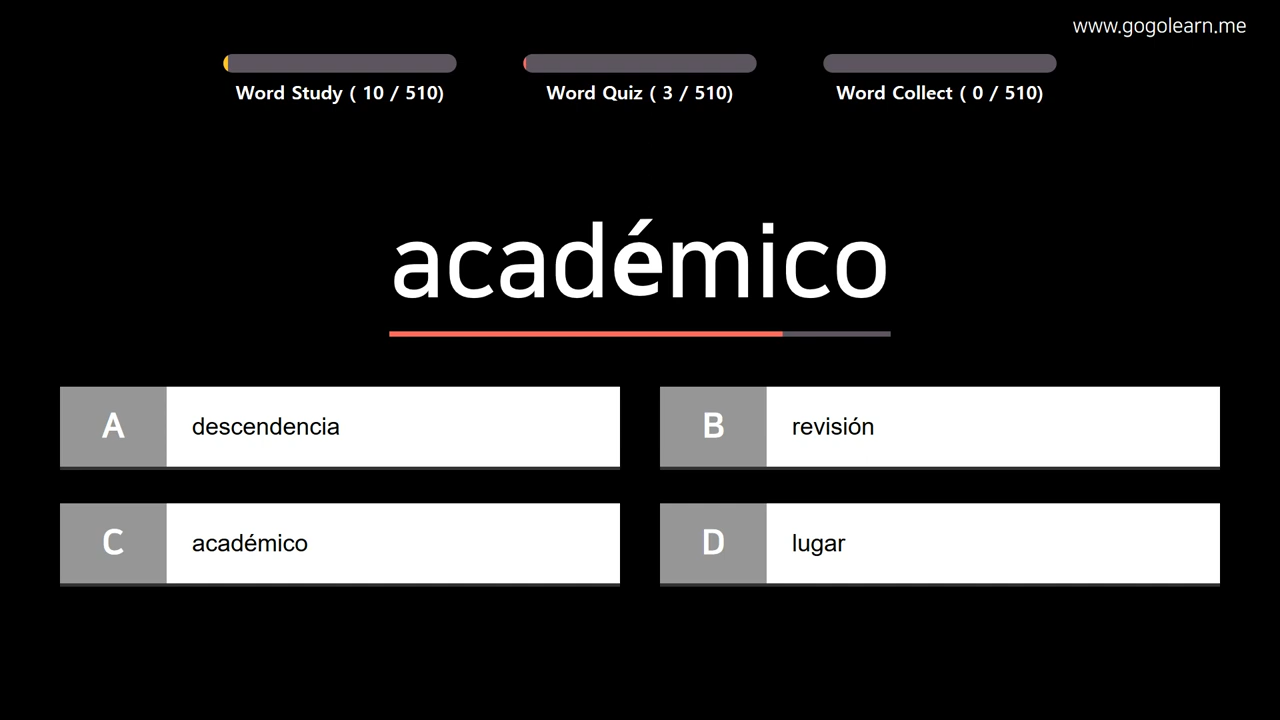 www.gogolearn.me
Word Study ( 10 / 510)
Word Quiz ( 3 / 510)
Word Collect ( 0 / 510)
académico
A descendencia
B revisión
C académico
D lugar